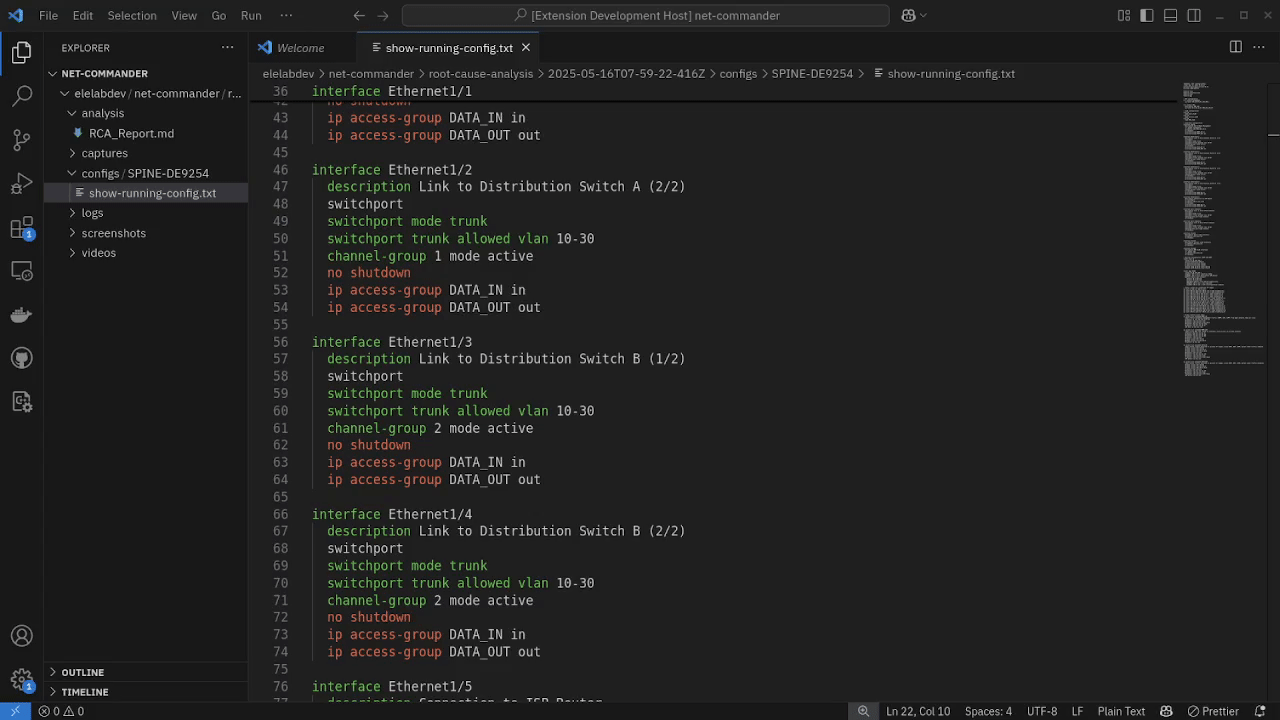 File Edit Selection View Go Run ···
[Extension Development Host] net-commander
EXPLORER ···
NET-COMMANDER
elelabdev / net-commander / r...
analysis
RCA_Report.md
captures
configs / SPINE-DE9254
show-running-config.txt
logs
screenshots
videos
OUTLINE
TIMELINE
Welcome
show-running-config.txt
elelabdev > net-commander > root-cause-analysis > 2025-05-16T07-59-22-416Z > configs > SPINE-DE9254 > show-running-config.txt
36 interface Ethernet1/1
42 no shutdown
43 ip access-group DATA_IN in
44 ip access-group DATA_OUT out
45
46 interface Ethernet1/2
47 description Link to Distribution Switch A (2/2)
48 switchport
49 switchport mode trunk
50 switchport trunk allowed vlan 10-30
51 channel-group 1 mode active
52 no shutdown
53 ip access-group DATA_IN in
54 ip access-group DATA_OUT out
55
56 interface Ethernet1/3
57 description Link to Distribution Switch B (1/2)
58 switchport
59 switchport mode trunk
60 switchport trunk allowed vlan 10-30
61 channel-group 2 mode active
62 no shutdown
63 ip access-group DATA_IN in
64 ip access-group DATA_OUT out
65
66 interface Ethernet1/4
67 description Link to Distribution Switch B (2/2)
68 switchport
69 switchport mode trunk
70 switchport trunk allowed vlan 10-30
71 channel-group 2 mode active
72 no shutdown
73 ip access-group DATA_IN in
74 ip access-group DATA_OUT out
75
76 interface Ethernet1/5
77 description Connection to ISP Router
1
1
0 0
Ln 22, Col 10 Spaces: 4 UTF-8 LF Plain Text Prettier